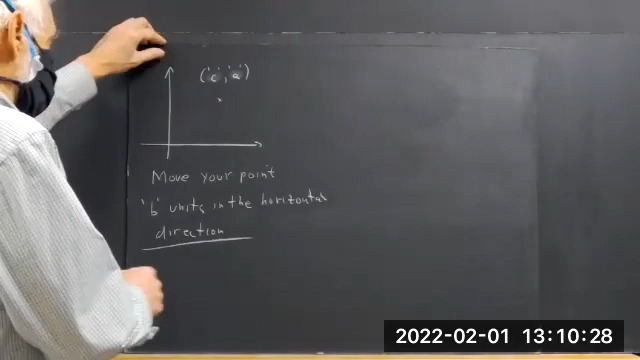 ('c','a')
Move your point
'b' units in the horizontal
direction
2022-02-01 13:10:28